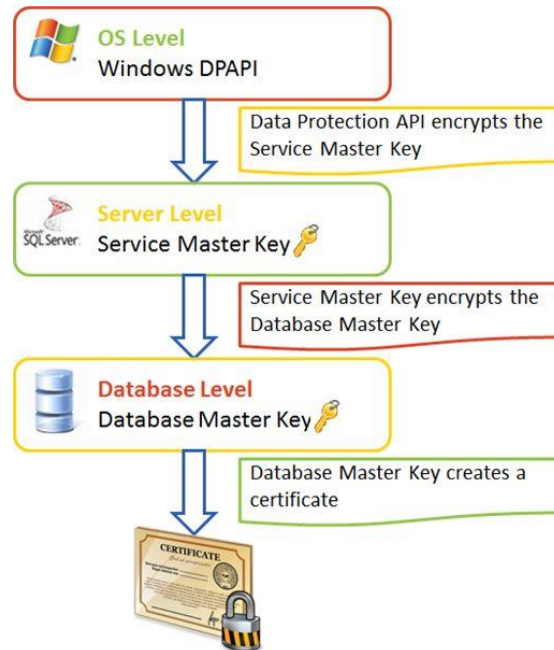 OS Level
Windows DPAPI
Data Protection API encrypts the
Service Master Key
Server Level
Microsoft
SQL Server
Service Master Key
Service Master Key encrypts the
Database Master Key
Database Level
Database Master Key
Database Master Key creates a
certificate
CERTIFICATE